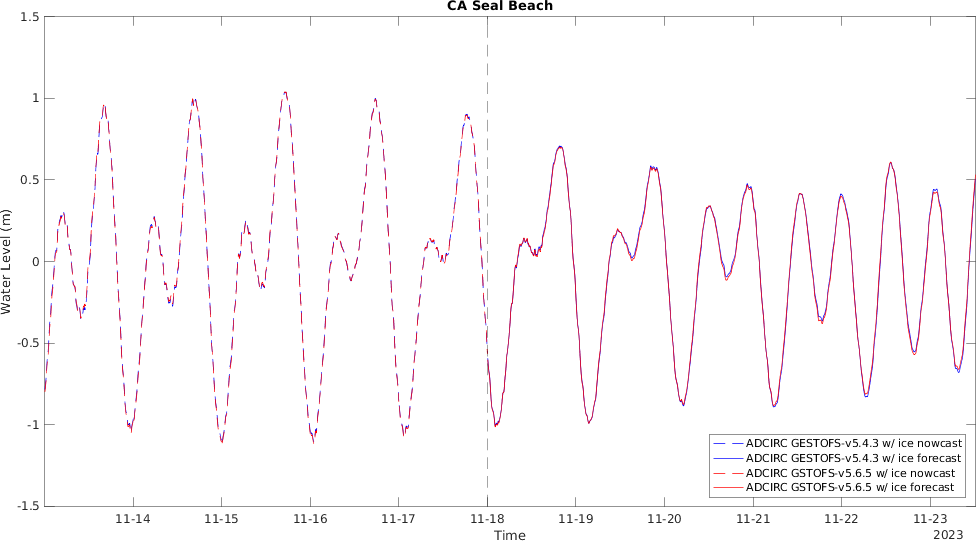 CA Seal Beach
1.5
1
0.5
0
-0.5
-1
-1.5
Water Level (m)
11-14 11-15 11-16 11-17 11-18 11-19 11-20 11-21 11-22 11-23
Time
2023
ADCIRC GESTOFS-v5.4.3 w/ ice nowcast
ADCIRC GESTOFS-v5.4.3 w/ ice forecast
ADCIRC GSTOFS-v5.6.5 w/ ice nowcast
ADCIRC GSTOFS-v5.6.5 w/ ice forecast